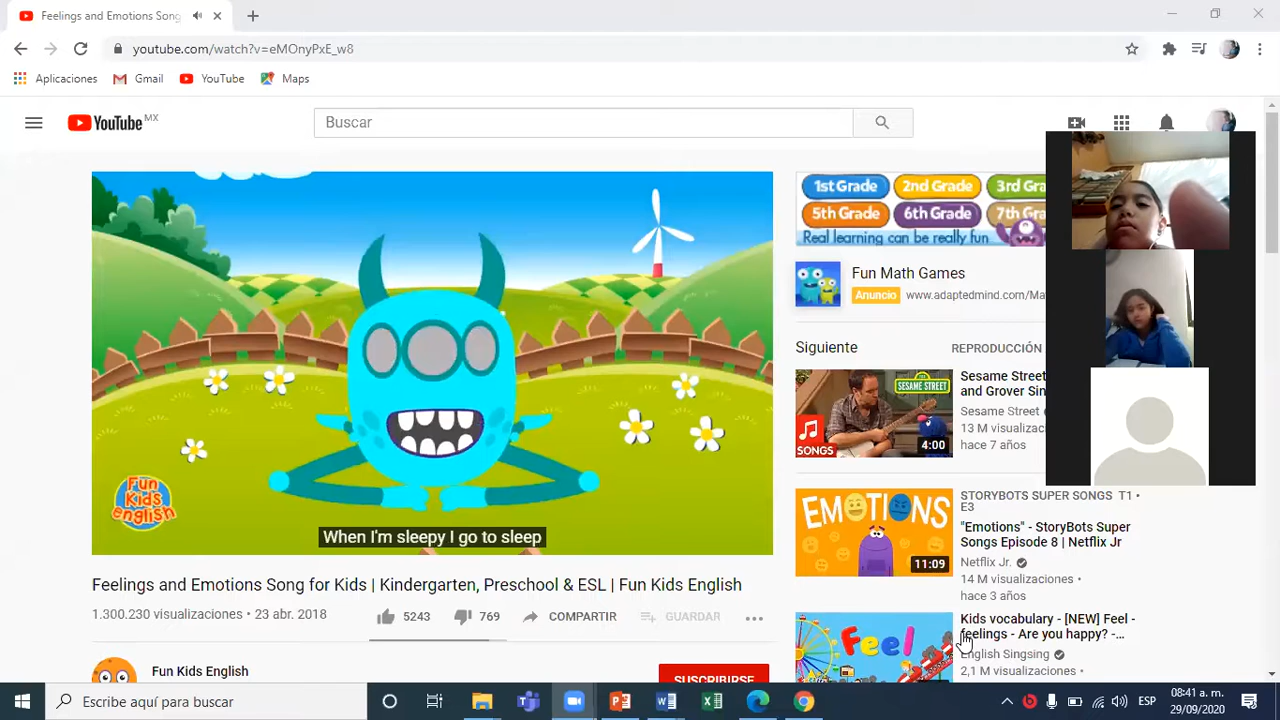 Feelings and Emotions Song
youtube.com/watch?v=eMOnyPxE_w8
Aplicaciones
Gmail
YouTube
Maps
YouTube MX
Buscar
Fun Kids English
When I'm sleepy I go to sleep
Feelings and Emotions Song for Kids | Kindergarten, Preschool & ESL | Fun Kids English
1.300.230 visualizaciones • 23 abr. 2018
5243
769
COMPARTIR
GUARDAR
Fun Kids English
SUSCRIBIRSE
1st Grade
2nd Grade
3rd Gra
5th Grade
6th Grade
7th Gra
Real learning can be really fun
Fun Math Games
Anuncio
www.adaptedmind.com/Ma
Siguiente
REPRODUCCIÓN
SESAME STREET
SONGS
4:00
Sesame Street
and Grover Sin
Sesame Street
13 M visualizaci
hace 7 años
EMOTIONS
11:09
STORYBOTS SUPER SONGS T1 •
E3
"Emotions" - StoryBots Super
Songs Episode 8 | Netflix Jr
Netflix Jr.
14 M visualizaciones •
hace 3 años
Feel
Kids vocabulary - [NEW] Feel -
feelings - Are you happy? -...
English Singsing
2,1 M visualizaciones •
Escribe aquí para buscar
ESP
08:41 a. m.
29/09/2020